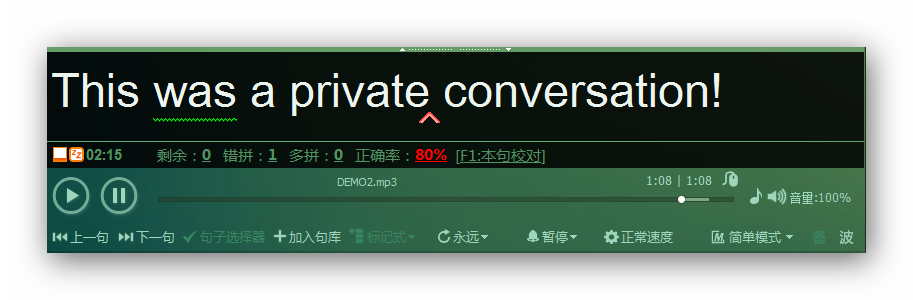 This was a private conversation!
02:15 剩余：0 错拼：1 多拼：0 正确率：80% [F1:本句校对]
DEMO2.mp3 1:08 | 1:08
音量:100%
上一句 下一句 句子选择器 加入句库 标记式 永远 暂停 正常速度 简单模式 备 波